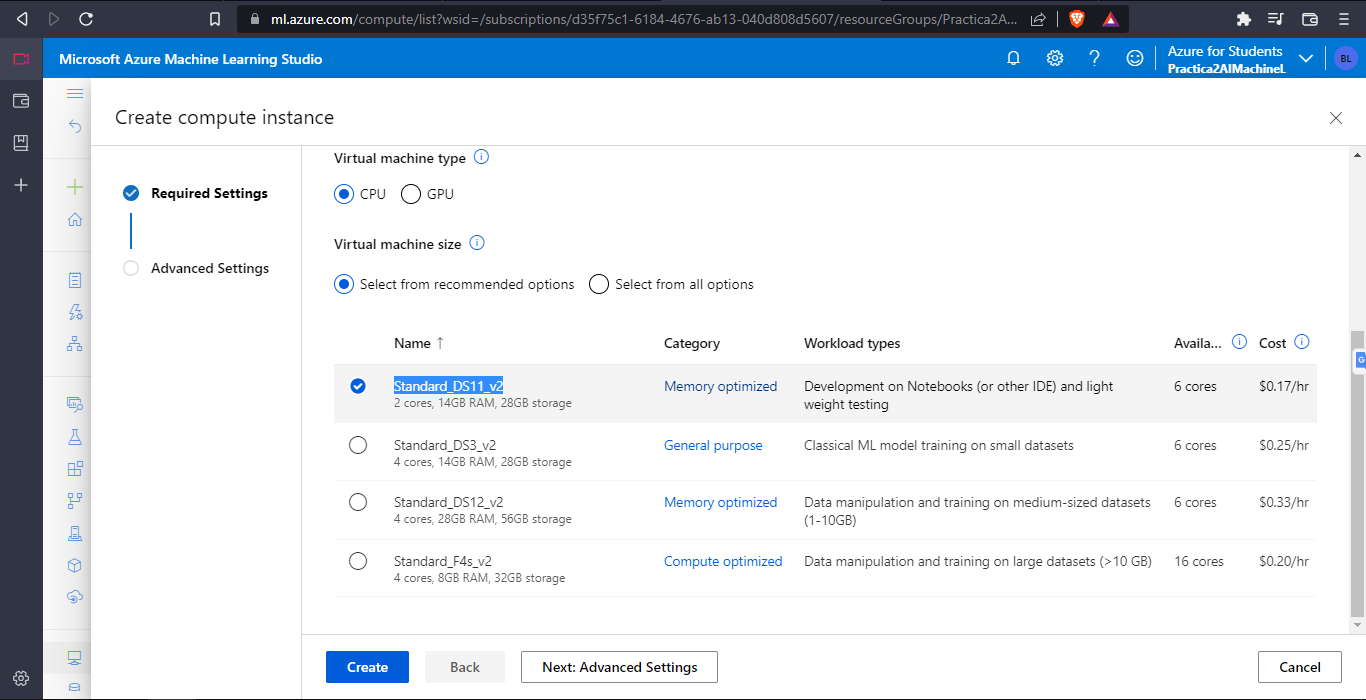 ml.azure.com/compute/list?wsid=/subscriptions/d35f75c1-6184-4676-ab13-040d808d5607/resourceGroups/Practica2A...
Microsoft Azure Machine Learning Studio
Azure for Students
Practica2AIMachineL
BL
Create compute instance
Required Settings
Advanced Settings
Virtual machine type
CPU
GPU
Virtual machine size
Select from recommended options
Select from all options
Name ↑
Category
Workload types
Availa...
Cost
Standard_DS11_v2
2 cores, 14GB RAM, 28GB storage
Memory optimized
Development on Notebooks (or other IDE) and light
weight testing
6 cores
$0.17/hr
Standard_DS3_v2
4 cores, 14GB RAM, 28GB storage
General purpose
Classical ML model training on small datasets
6 cores
$0.25/hr
Standard_DS12_v2
4 cores, 28GB RAM, 56GB storage
Memory optimized
Data manipulation and training on medium-sized datasets
(1-10GB)
6 cores
$0.33/hr
Standard_F4s_v2
4 cores, 8GB RAM, 32GB storage
Compute optimized
Data manipulation and training on large datasets (>10 GB)
16 cores
$0.20/hr
Create
Back
Next: Advanced Settings
Cancel